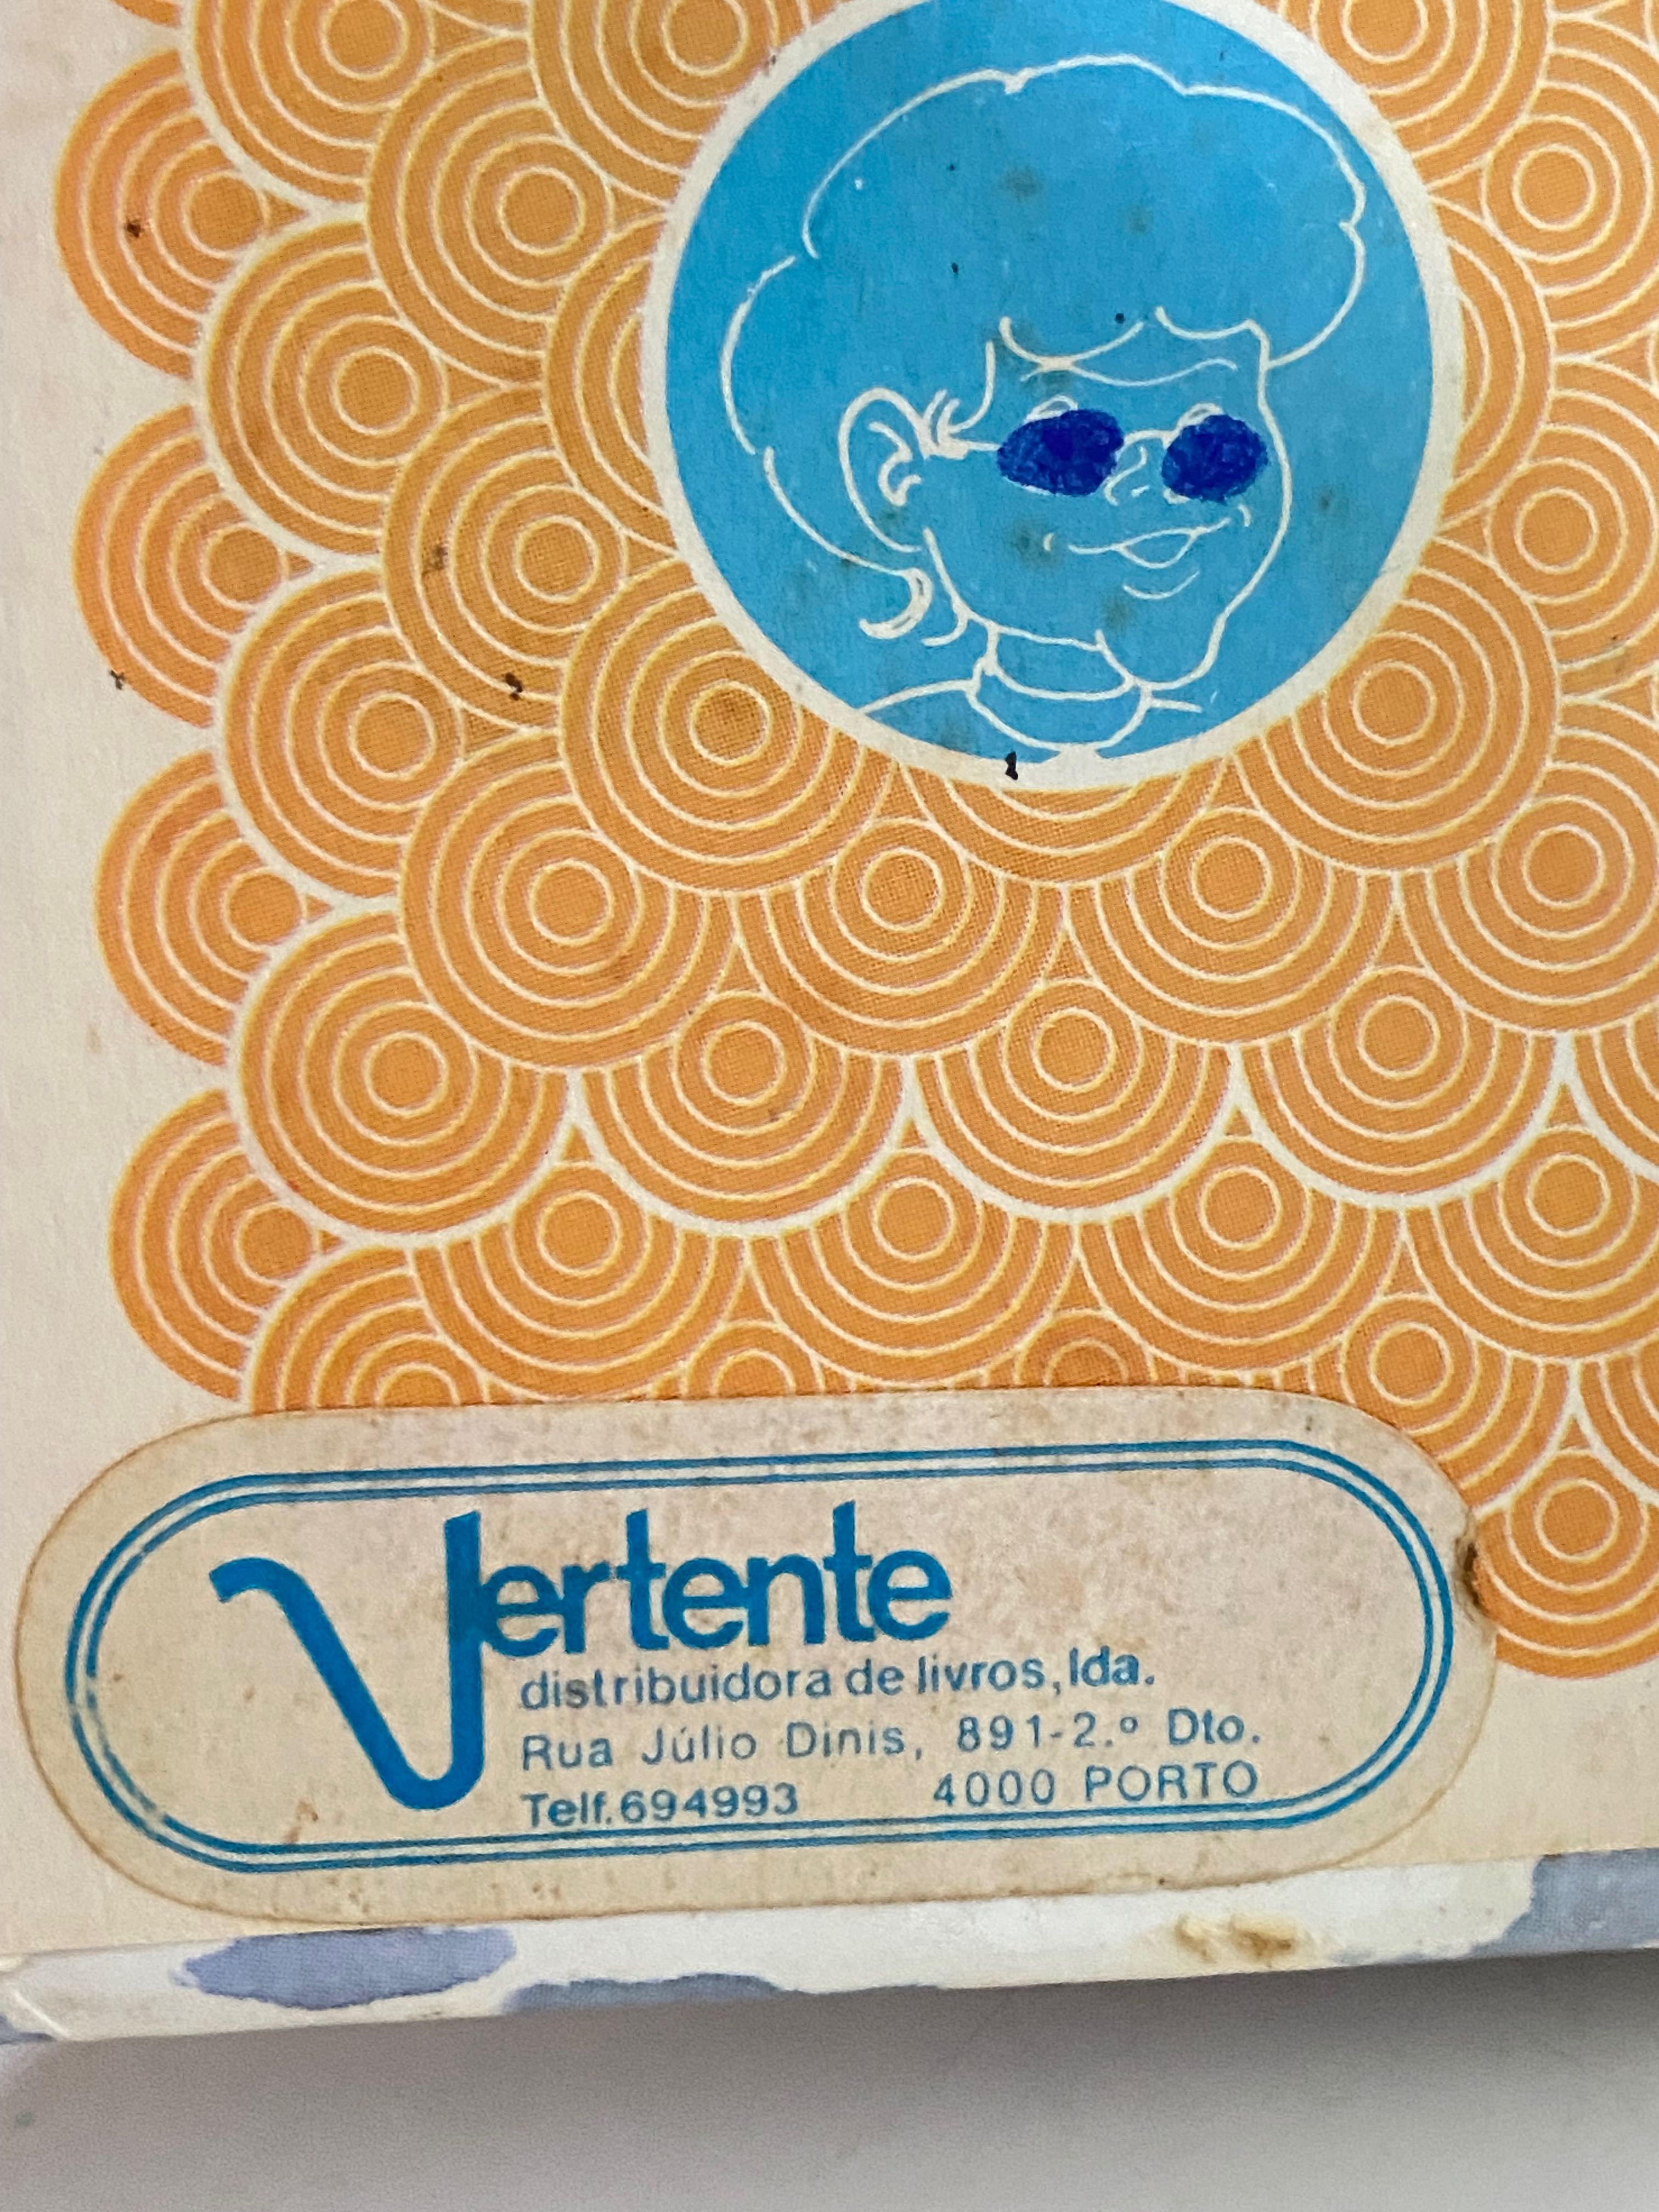 Vertente
distribuidora de livros, lda.
Rua Júlio Dinis, 891-2.º Dto.
Telf. 694993 4000 PORTO